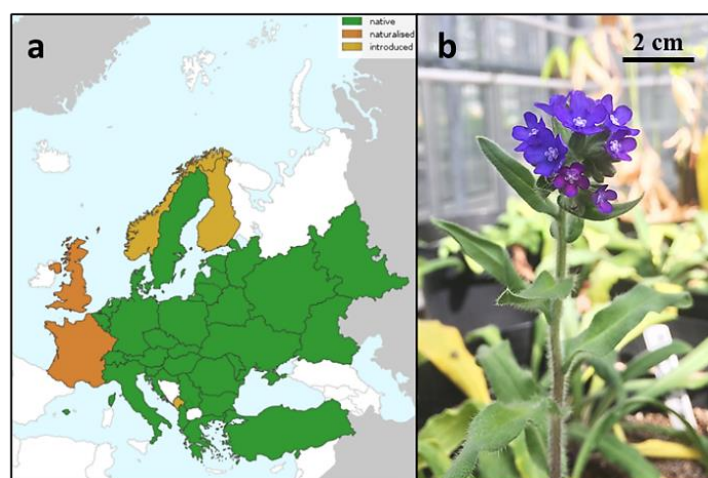 a
native
naturalised
introduced
b
2 cm